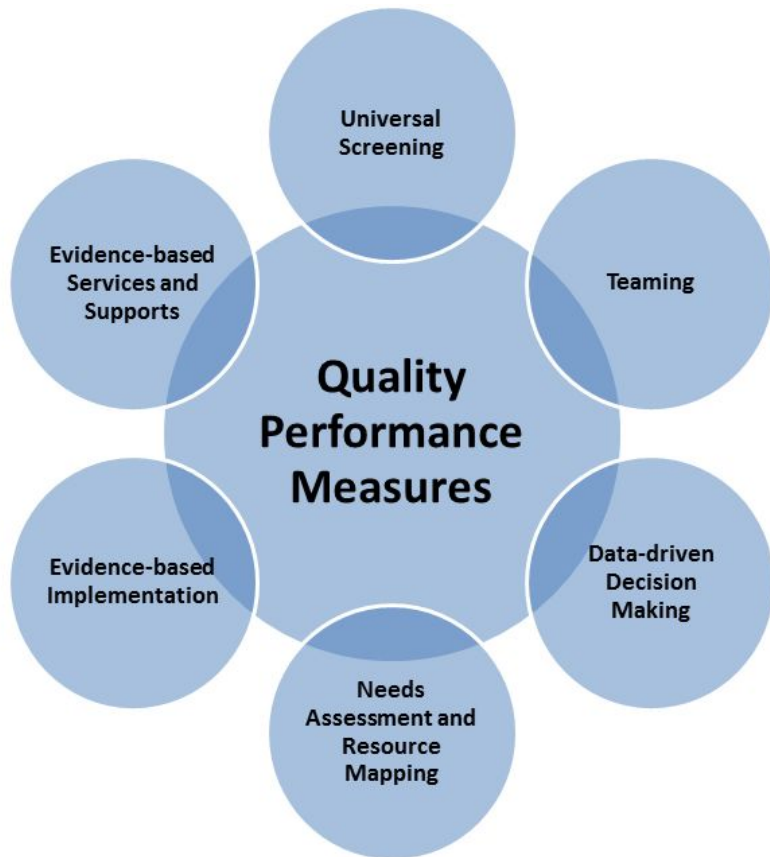 Universal
Screening
Teaming
Data-driven
Decision
Making
Needs
Assessment and
Resource
Mapping
Evidence-based
Implementation
Evidence-based
Services and
Supports
Quality
Performance
Measures